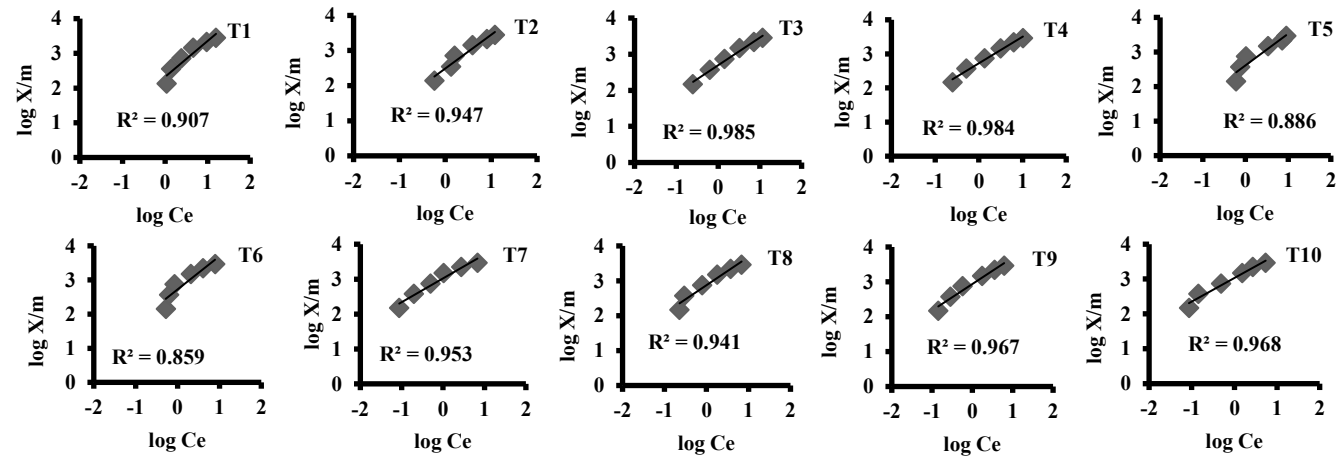 T1
log X/m
4
3
2
1
0
R² = 0.907
-2 -1 0 1 2
log Ce
T2
log X/m
4
3
2
1
0
R² = 0.947
-2 -1 0 1 2
log Ce
T3
log X/m
4
3
2
1
0
R² = 0.985
-2 -1 0 1 2
log Ce
T4
log X/m
4
3
2
1
0
R² = 0.984
-2 -1 0 1 2
log Ce
T5
log X/m
4
3
2
1
0
R² = 0.886
-2 -1 0 1 2
log Ce
T6
log X/m
4
3
2
1
0
R² = 0.859
-2 -1 0 1 2
log Ce
T7
log X/m
4
3
2
1
0
R² = 0.953
-2 -1 0 1 2
log Ce
T8
log X/m
4
3
2
1
0
R² = 0.941
-2 -1 0 1 2
log Ce
T9
log X/m
4
3
2
1
0
R² = 0.967
-2 -1 0 1 2
log Ce
T10
log X/m
4
3
2
1
0
R² = 0.968
-2 -1 0 1 2
log Ce